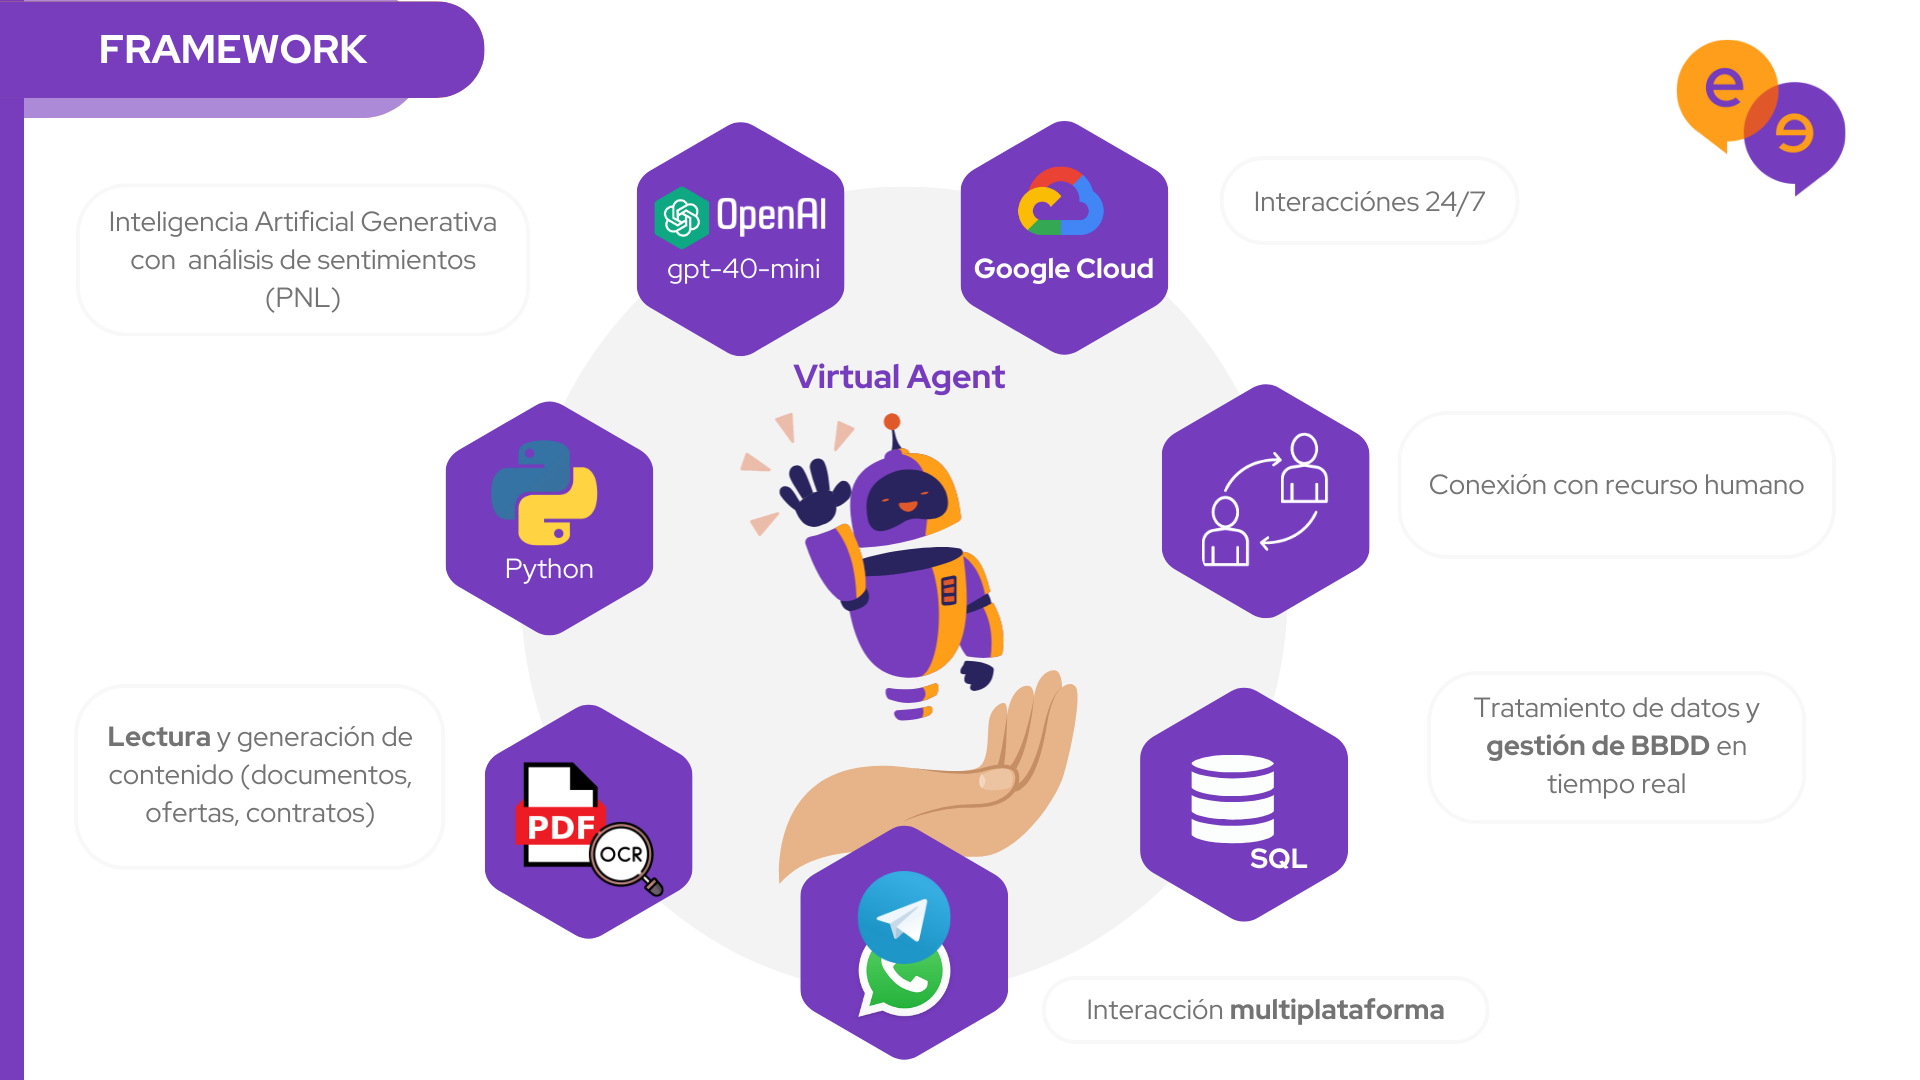 FRAMEWORK
e
e
Inteligencia Artificial Generativa
con análisis de sentimientos
(PNL)
OpenAI
gpt-40-mini
Google Cloud
Interacciónes 24/7
Virtual Agent
Python
Conexión con recurso humano
Lectura y generación de
contenido (documentos,
ofertas, contratos)
PDF
OCR
SQL
Tratamiento de datos y
gestión de BBDD en
tiempo real
Interacción multiplataforma